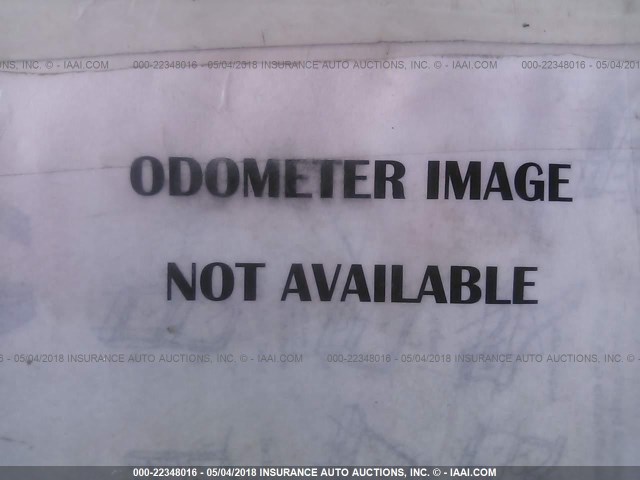 NS, INC. © - IAAI.COM 000-22348016 - 05/04/2018 INSURANCE AUTO AUCTIONS, INC. © - IAAI.COM 000-22348016 - 05/04/2018
ODOMETER IMAGE
NOT AVAILABLE
6 - 05/04/2018 INSURANCE AUTO AUCTIONS, INC. © - IAAI.COM 000-22348016 - 05/04/2018 INSURANCE AUTO AUCTIONS, INC.
000-22348016 - 05/04/2018 INSURANCE AUTO AUCTIONS, INC. © - IAAI.COM